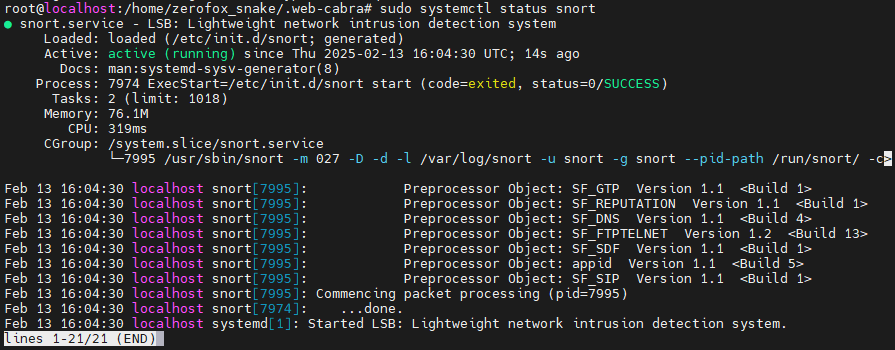 root@localhost:/home/zerofox_snake/.web-cabra# sudo systemctl status snort
● snort.service - LSB: Lightweight network intrusion detection system
     Loaded: loaded (/etc/init.d/snort; generated)
     Active: active (running) since Thu 2025-02-13 16:04:30 UTC; 14s ago
       Docs: man:systemd-sysv-generator(8)
    Process: 7974 ExecStart=/etc/init.d/snort start (code=exited, status=0/SUCCESS)
      Tasks: 2 (limit: 1018)
     Memory: 76.1M
        CPU: 319ms
     CGroup: /system.slice/snort.service
             └─7995 /usr/sbin/snort -m 027 -D -d -l /var/log/snort -u snort -g snort --pid-path /run/snort/ -c>
Feb 13 16:04:30 localhost snort[7995]:            Preprocessor Object: SF_GTP  Version 1.1  <Build 1>
Feb 13 16:04:30 localhost snort[7995]:            Preprocessor Object: SF_REPUTATION  Version 1.1  <Build 1>
Feb 13 16:04:30 localhost snort[7995]:            Preprocessor Object: SF_DNS  Version 1.1  <Build 4>
Feb 13 16:04:30 localhost snort[7995]:            Preprocessor Object: SF_FTPTELNET  Version 1.2  <Build 13>
Feb 13 16:04:30 localhost snort[7995]:            Preprocessor Object: SF_SDF  Version 1.1  <Build 1>
Feb 13 16:04:30 localhost snort[7995]:            Preprocessor Object: appid  Version 1.1  <Build 5>
Feb 13 16:04:30 localhost snort[7995]:            Preprocessor Object: SF_SIP  Version 1.1  <Build 1>
Feb 13 16:04:30 localhost snort[7995]: Commencing packet processing (pid=7995)
Feb 13 16:04:30 localhost snort[7974]:    ...done.
Feb 13 16:04:30 localhost systemd[1]: Started LSB: Lightweight network intrusion detection system.
lines 1-21/21 (END)